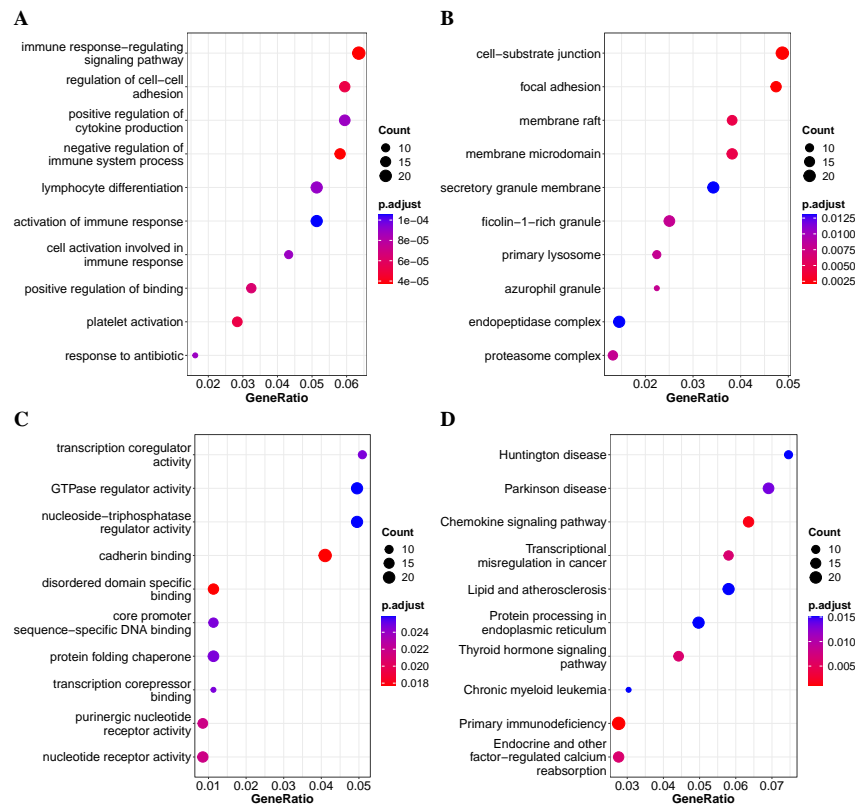 A
immune response−regulating
signaling pathway
regulation of cell−cell
adhesion
positive regulation of
cytokine production
negative regulation of
immune system process
lymphocyte differentiation
activation of immune response
cell activation involved in
immune response
positive regulation of binding
platelet activation
response to antibiotic
0.02 0.03 0.04 0.05 0.06
GeneRatio
Count
10
15
20
p.adjust
1e−04
8e−05
6e−05
4e−05
B
cell−substrate junction
focal adhesion
membrane raft
membrane microdomain
secretory granule membrane
ficolin−1−rich granule
primary lysosome
azurophil granule
endopeptidase complex
proteasome complex
0.02 0.03 0.04 0.05
GeneRatio
Count
10
15
20
p.adjust
0.0125
0.0100
0.0075
0.0050
0.0025
C
transcription coregulator
activity
GTPase regulator activity
nucleoside−triphosphatase
regulator activity
cadherin binding
disordered domain specific
binding
core promoter
sequence−specific DNA binding
protein folding chaperone
transcription corepressor
binding
purinergic nucleotide
receptor activity
nucleotide receptor activity
0.01 0.02 0.03 0.04 0.05
GeneRatio
Count
10
15
20
p.adjust
0.024
0.022
0.020
0.018
D
Huntington disease
Parkinson disease
Chemokine signaling pathway
Transcriptional
misregulation in cancer
Lipid and atherosclerosis
Protein processing in
endoplasmic reticulum
Thyroid hormone signaling
pathway
Chronic myeloid leukemia
Primary immunodeficiency
Endocrine and other
factor−regulated calcium
reabsorption
0.03 0.04 0.05 0.06 0.07
GeneRatio
Count
10
15
20
p.adjust
0.015
0.010
0.005